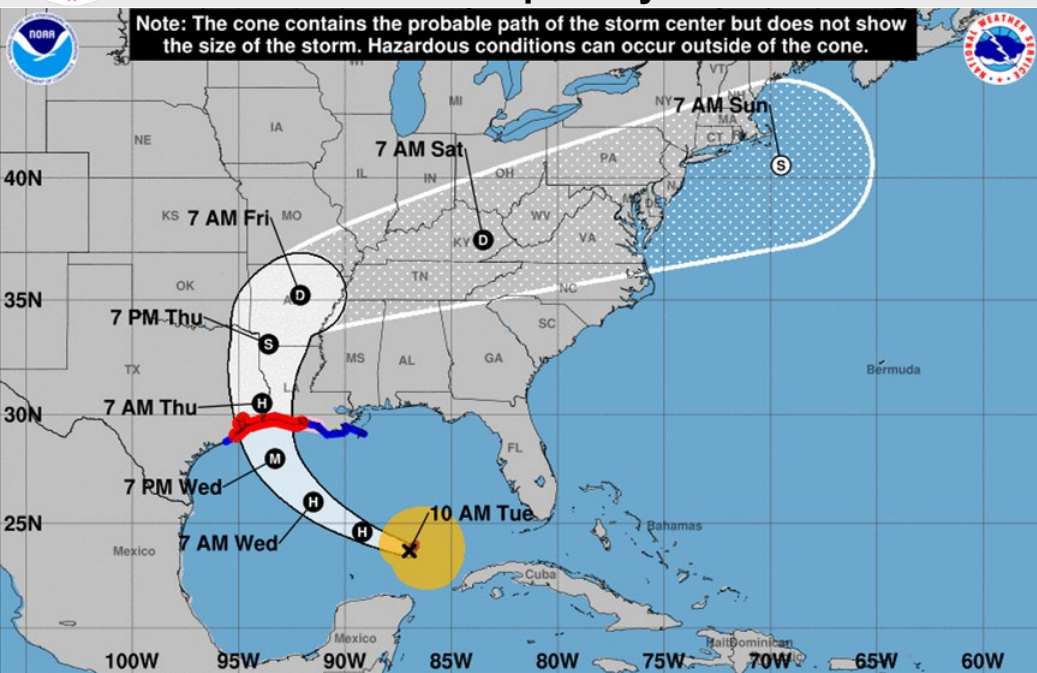 Note: The cone contains the probable path of the storm center but does not show
the size of the storm. Hazardous conditions can occur outside of the cone.
NOAA
NATIONAL WEATHER SERVICE
WI
VT
MI
NY
NH
7 AM Sun
MA
IA
NE
CT
7 AM Sat
PA
S
40N
IL
IN
OH
NJ
DE
KS
7 AM Fri
MO
WV
KY
D
VA
OK
TN
NC
35N
D
7 PM Thu
S
SC
MS
AL
GA
TX
Bermuda
LA
7 AM Thu
H
30N
FL
M
7 PM Wed
H
10 AM Tue
25N
H
Bahamas
7 AM Wed
Mexico
Cuba
Mexico
Haiti
100W
95W
90W
85W
80W
75W
70W
65W
60W